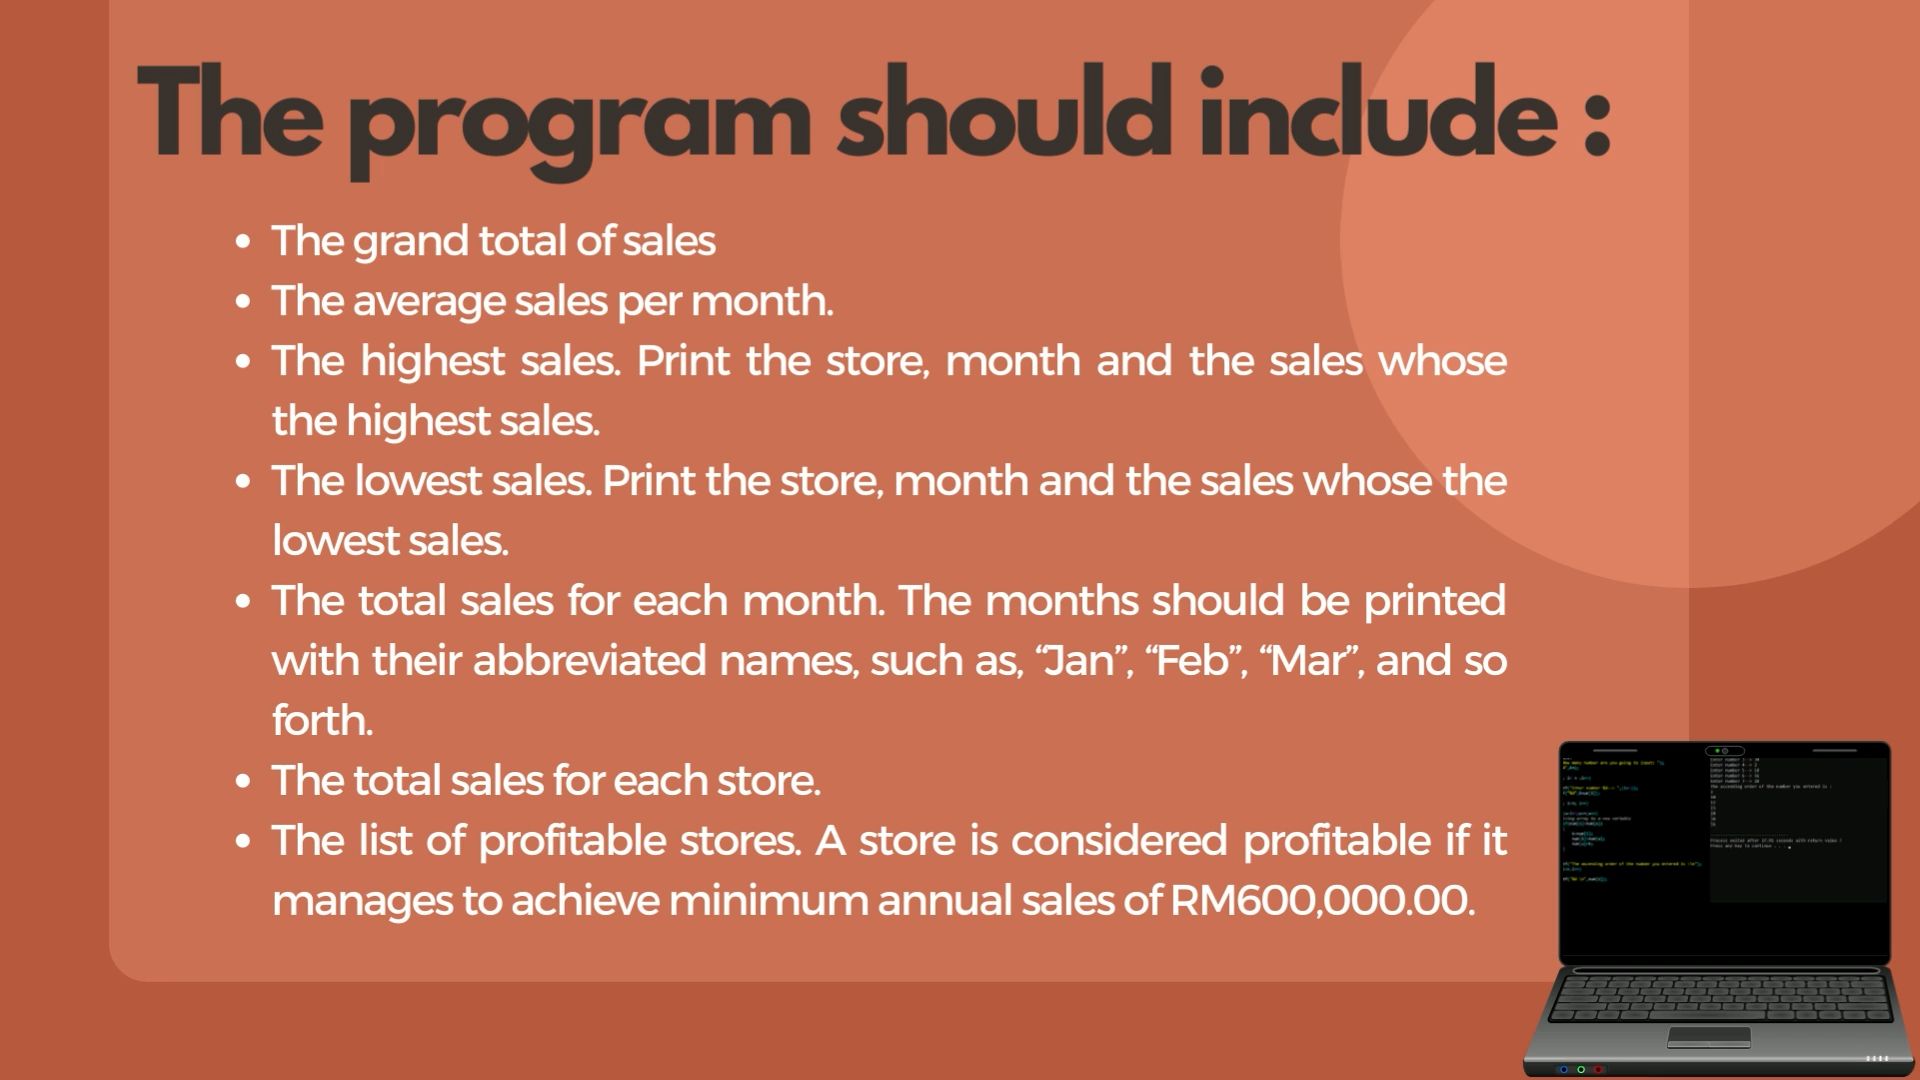 The program should include :
• The grand total of sales
• The average sales per month.
• The highest sales. Print the store, month and the sales whose
the highest sales.
• The lowest sales. Print the store, month and the sales whose the
lowest sales.
• The total sales for each month. The months should be printed
with their abbreviated names, such as, “Jan”, “Feb”, “Mar”, and so
forth.
• The total sales for each store.
• The list of profitable stores. A store is considered profitable if it
manages to achieve minimum annual sales of RM600,000.00.